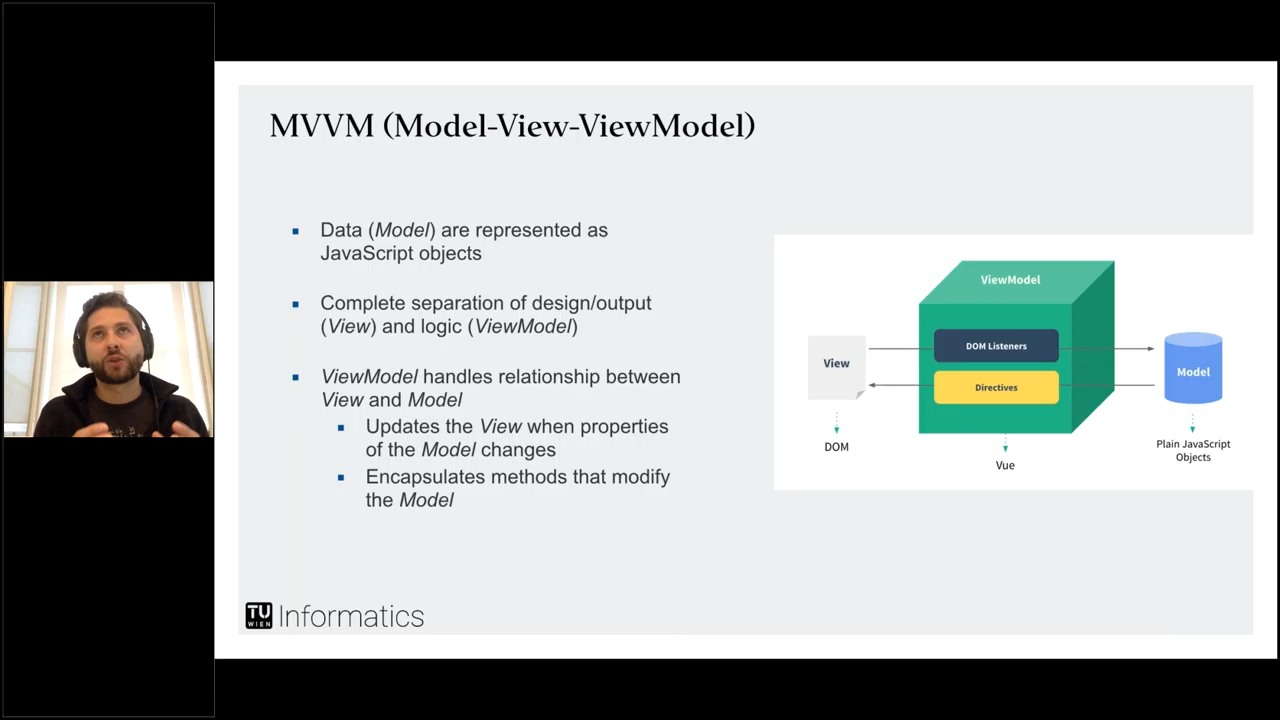 MVVM (Model-View-ViewModel)
Data (Model) are represented as
JavaScript objects
Complete separation of design/output
(View) and logic (ViewModel)
ViewModel handles relationship between
View and Model
Updates the View when properties
of the Model changes
Encapsulates methods that modify
the Model
ViewModel
View
DOM Listeners
Directives
Model
DOM
Vue
Plain JavaScript
Objects
TU
WIEN
Informatics